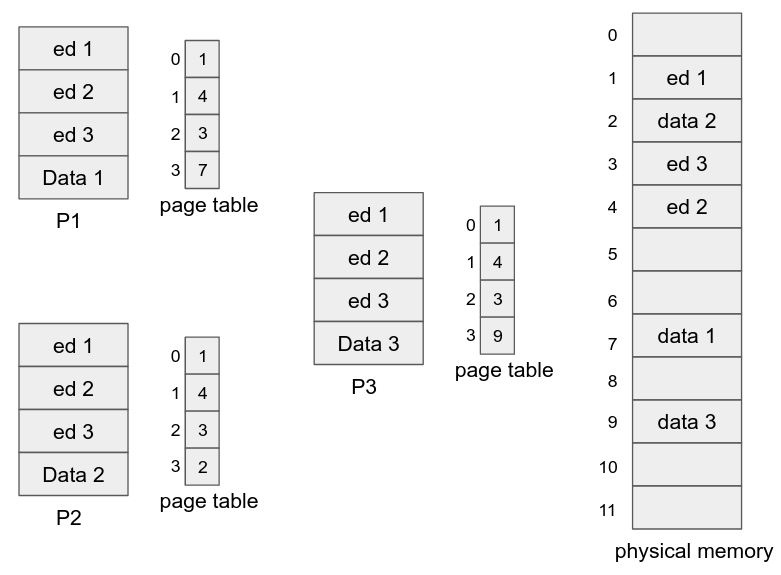 ed 1
ed 2
ed 3
Data 1
P1
0 1
1 4
2 3
3 7
page table
ed 1
ed 2
ed 3
Data 2
P2
0 1
1 4
2 3
3 2
page table
ed 1
ed 2
ed 3
Data 3
P3
0 1
1 4
2 3
3 9
page table
0
1 ed 1
2 data 2
3 ed 3
4 ed 2
5
6
7 data 1
8
9 data 3
10
11
physical memory